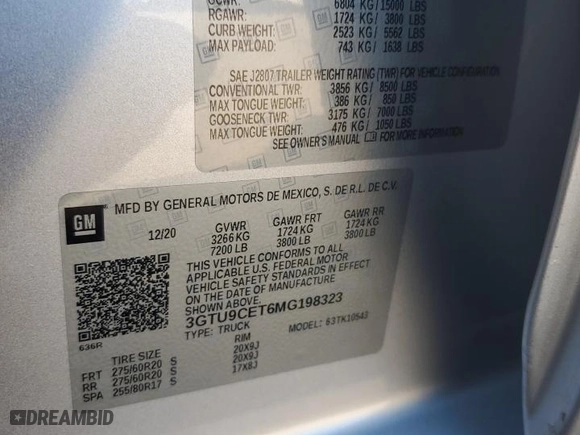 GCWR: 6804 KG/15000 LBS
RGAWR: 1724 KG / 3800 LBS
CURB WEIGHT: 2523 KG/ 5562 LBS
MAX PAYLOAD: 743 KG/ 1638 LBS
SAE J2807 TRAILER WEIGHT RATING (TWR) FOR VEHICLE CONFIGURATION
CONVENTIONAL TWR: 3856 KG/ 8500 LBS
MAX TONGUE WEIGHT: 386 KG/ 850 LBS
GOOSENECK TWR: 3175 KG/ 7000 LBS
MAX TONGUE WEIGHT: 476 KG/ 1050 LBS
SEE OWNER'S MANUAL
GM
MFD BY GENERAL MOTORS DE MEXICO, S. DE R.L. DE C.V.
12/20 GVWR GAWR FRT GAWR RR
3266 KG 1724 KG 1724 KG
7200 LB 3800 LB 3800 LB
THIS VEHICLE CONFORMS TO ALL
APPLICABLE U.S. FEDERAL MOTOR
VEHICLE SAFETY STANDARDS IN EFFECT
ON THE DATE OF MANUFACTURE
SHOWN ABOVE.
3GTU9CET6MG198323
TYPE: TRUCK MODEL: 63TK10543
636R
TIRE SIZE RIM
FRT 275/60R20 S 20X9J
RR 275/60R20 S 20X9J
SPA 255/80R17 S 17X8J
DREAMBID